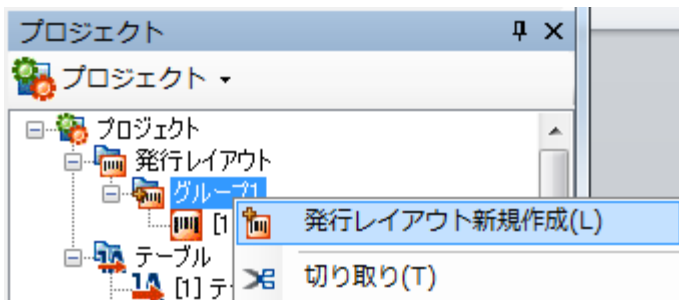 プロジェクト
プロジェクト
プロジェクト
発行レイアウト
グループ1
[1
発行レイアウト新規作成(L)
テーブル
切り取り(T)
[1] テ